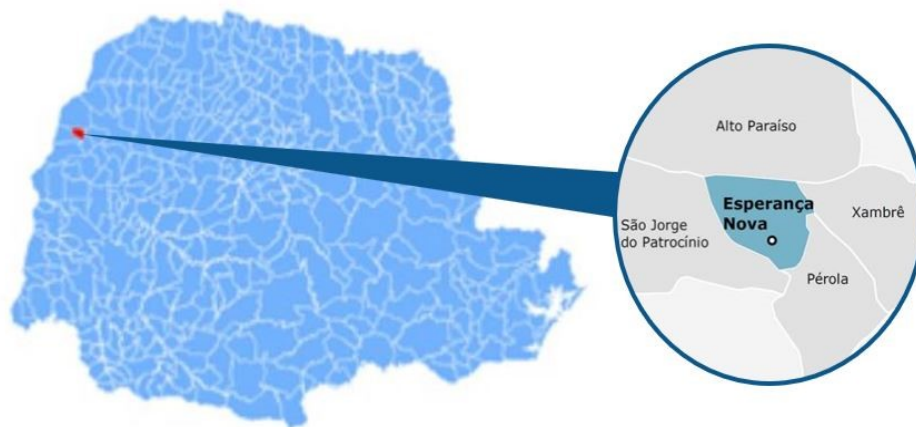 Alto Paraíso
Esperança
Nova
Xambrê
São Jorge
do Patrocínio
Pérola